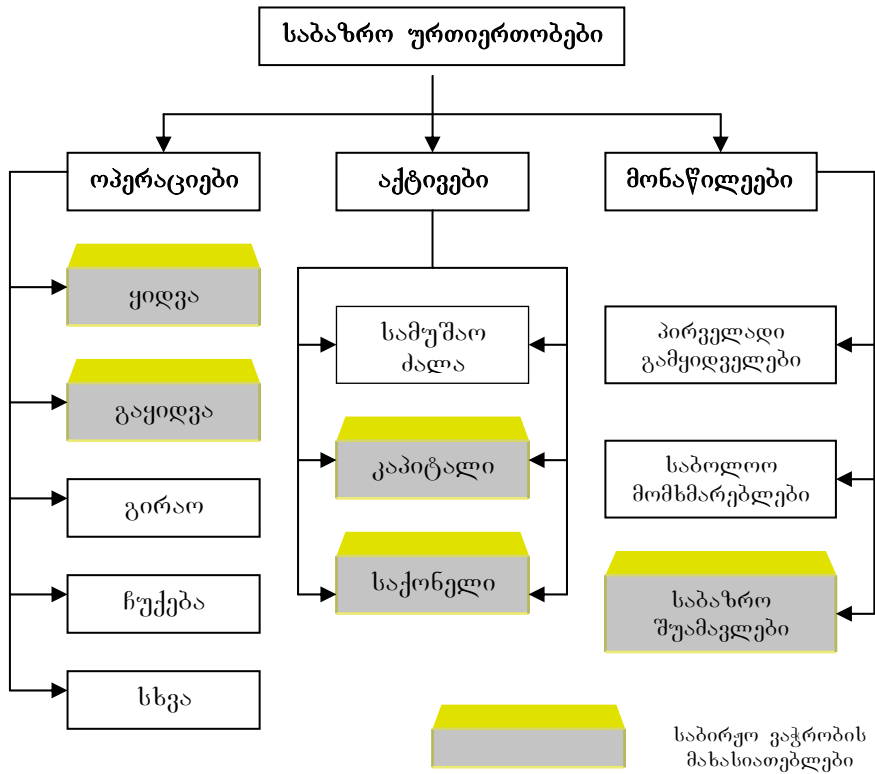 საბაზრო ურთიერთობები
ოპერაციები
აქტივები
მონაწილეები
ყიდვა
გაყიდვა
გირაო
ჩუქება
სხვა
სამუშაო
ძალა
კაპიტალი
საქონელი
პირველადი
გამყიდველები
საბოლოო
მომხმარებლები
საბაზრო
შუამავლები
საბირჟო ვაჭრობის
მახასიათებლები